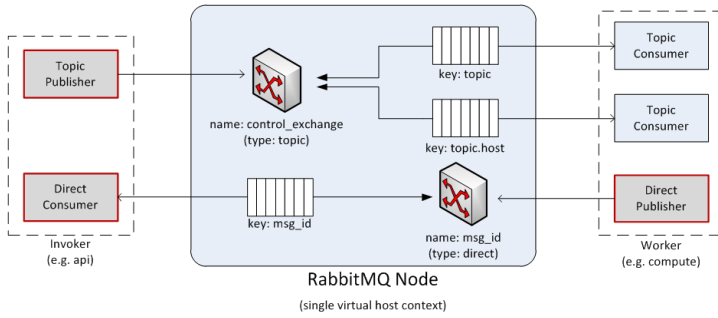 Topic
Publisher
name: control_exchange
(type: topic)
key: topic
Topic
Consumer
key: topic.host
Topic
Consumer
Direct
Consumer
key: msg_id
name: msg_id
(type: direct)
Direct
Publisher
Invoker
(e.g. api)
Worker
(e.g. compute)
RabbitMQ Node
(single virtual host context)